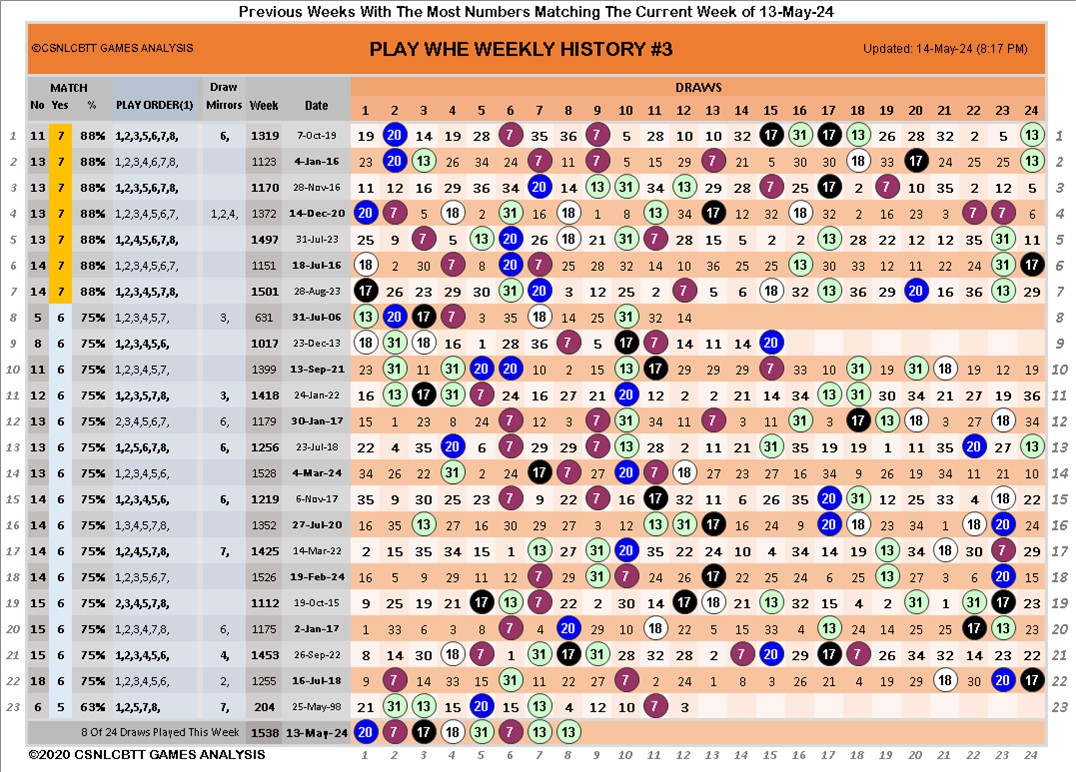 Previous Weeks With The Most Numbers Matching The Current Week of 13-May-24
©CSNLCBTT GAMES ANALYSIS PLAY WHE WEEKLY HISTORY #3 Updated: 14-May-24 (8:17 PM)
MATCH Draw DRAWS
No Yes % PLAY ORDER(1) Mirrors Week Date 1 2 3 4 5 6 7 8 9 10 11 12 13 14 15 16 17 18 19 20 21 22 23 24
1 11 7 88% 1,2,3,5,6,7,8, 6, 1319 7-Oct-19 19 20 14 19 28 7 35 36 7 5 28 10 10 32 17 31 17 13 26 28 32 2 5 13 1
2 13 7 88% 1,2,3,4,6,7,8, 1123 4-Jan-16 23 20 13 26 34 24 7 11 7 5 15 29 7 21 5 30 30 18 33 17 24 25 25 13 2
3 13 7 88% 1,2,3,5,6,7,8, 1170 28-Nov-16 11 12 16 29 36 34 20 14 13 31 34 13 29 28 7 25 17 2 7 10 35 2 12 5 3
4 13 7 88% 1,2,3,4,5,6,7, 1,2,4, 1372 14-Dec-20 20 7 5 18 2 31 16 18 1 8 13 34 17 12 32 18 32 2 16 23 3 7 7 6 4
5 13 7 88% 1,2,4,5,6,7,8, 1497 31-Jul-23 25 9 7 5 13 20 26 18 21 31 7 28 15 5 2 2 13 28 22 12 12 35 31 11 5
6 14 7 88% 1,2,3,4,5,6,7, 1151 18-Jul-16 18 2 30 7 8 20 7 25 28 32 14 10 36 25 25 13 30 33 12 11 22 24 31 17 6
7 14 7 88% 1,2,3,4,5,7,8, 1501 28-Aug-23 17 26 23 29 30 31 20 3 12 25 2 7 5 6 18 32 13 36 29 20 16 36 13 29 7
8 5 6 75% 1,2,3,4,5,7, 3, 631 31-Jul-06 13 20 17 7 3 35 18 14 25 31 32 14 8
9 8 6 75% 1,2,3,4,5,6, 1017 23-Dec-13 18 31 18 16 1 28 36 7 5 17 7 14 11 14 20 9
10 11 6 75% 1,2,3,4,5,7, 1399 13-Sep-21 23 31 11 31 20 20 10 2 15 13 17 29 29 15 7 33 10 31 19 31 18 19 12 19 10
11 12 6 75% 1,2,3,5,7,8, 3, 1418 24-Jan-22 16 13 17 31 7 24 16 27 21 20 12 2 2 21 14 34 13 31 30 34 21 27 19 36 11
12 13 6 75% 2,3,4,5,6,7, 6, 1179 30-Jan-17 15 1 23 8 24 7 12 3 7 31 34 12 7 3 11 31 3 17 13 18 3 27 18 34 12
13 13 6 75% 1,2,5,6,7,8, 6, 1256 23-Jul-18 22 4 35 20 6 7 29 29 7 13 28 2 11 21 31 35 19 19 1 11 35 20 27 13 13
14 13 6 75% 1,2,3,4,5,6, 1528 4-Mar-24 34 26 22 31 2 24 17 7 27 20 7 18 27 23 27 16 34 9 26 19 34 11 21 10 14
15 14 6 75% 1,2,3,4,5,6, 6, 1219 6-Nov-17 35 9 30 25 23 7 9 22 7 16 17 32 11 6 26 35 20 31 12 25 33 4 18 22 15
16 14 6 75% 1,3,4,5,7,8, 1352 27-Jul-20 16 35 13 27 16 30 29 27 3 12 13 31 17 16 24 9 20 18 23 34 1 18 20 24 16
17 14 6 75% 1,2,4,5,7,8, 7, 1425 14-Mar-22 2 15 35 34 15 1 13 27 31 20 35 22 24 10 4 34 14 19 13 34 18 30 7 29 17
18 14 6 75% 1,2,3,5,6,7, 1526 19-Feb-24 16 5 9 29 11 12 7 29 31 7 24 26 17 22 25 24 6 25 13 27 3 6 20 15 18
19 15 6 75% 2,3,4,5,7,8, 1112 19-Oct-15 9 25 19 21 17 13 7 22 2 30 14 17 18 21 13 32 15 4 2 31 1 31 17 23 19
20 15 6 75% 1,2,3,4,7,8, 6, 1175 2-Jan-17 1 33 6 3 8 7 4 20 29 10 18 22 5 15 33 4 13 24 14 25 22 17 13 23 20
21 15 6 75% 1,2,3,4,5,6, 4, 1453 26-Sep-22 8 14 30 18 7 1 31 17 31 28 32 28 2 7 20 29 17 7 26 34 32 14 23 22 21
22 18 6 75% 1,2,3,4,5,6, 2, 1255 16-Jul-18 9 7 14 33 15 31 11 12 2 7 2 24 1 8 25 3 26 21 4 19 18 30 20 17 22
23 6 5 63% 1,2,5,7,8, 7, 204 25-May-98 21 31 13 15 20 15 13 4 12 10 7 3 23
8 Of 24 Draws Played This Week 1538 13-May-24 20 7 17 18 31 7 13 13
©2020 CSNLCBTT GAMES ANALYSIS 1 2 3 4 5 6 7 8 9 10 11 12 13 14 15 16 17 18 19 20 21 22 23 24